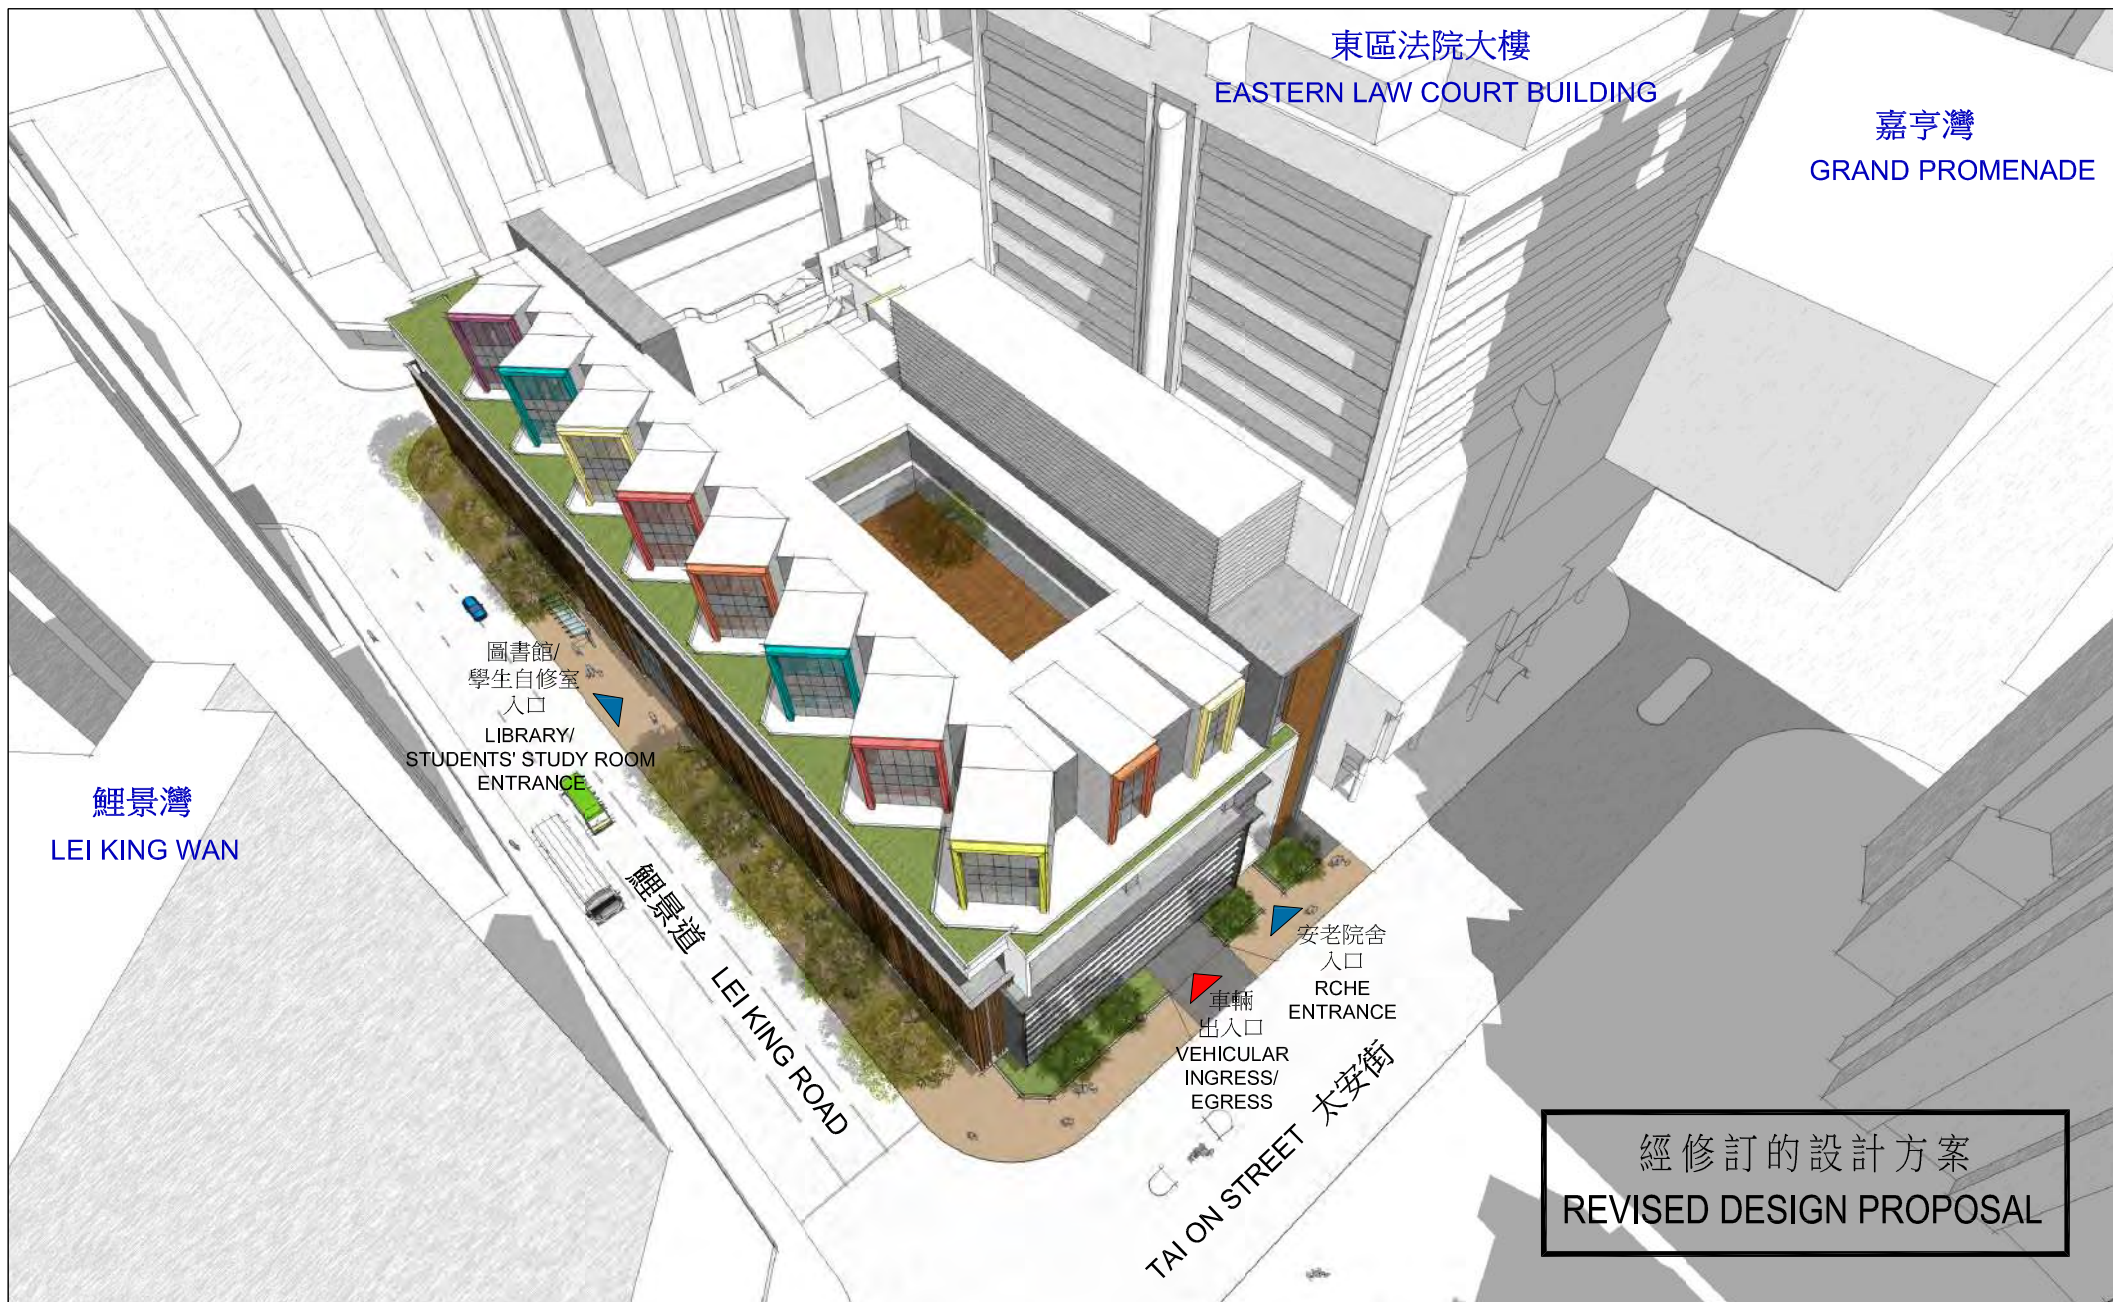 東區法院大樓
EASTERN LAW COURT BUILDING
嘉亨灣
GRAND PROMENADE
圖書館/
學生自修室
入口
LIBRARY/
STUDENTS' STUDY ROOM
ENTRANCE
鯉景灣
LEI KING WAN
鯉景道 LEI KING ROAD
安老院舍
入口
RCHE
ENTRANCE
車輛
出入口
VEHICULAR
INGRESS/
EGRESS
TAI ON STREET 太安街
經修訂的設計方案
REVISED DESIGN PROPOSAL